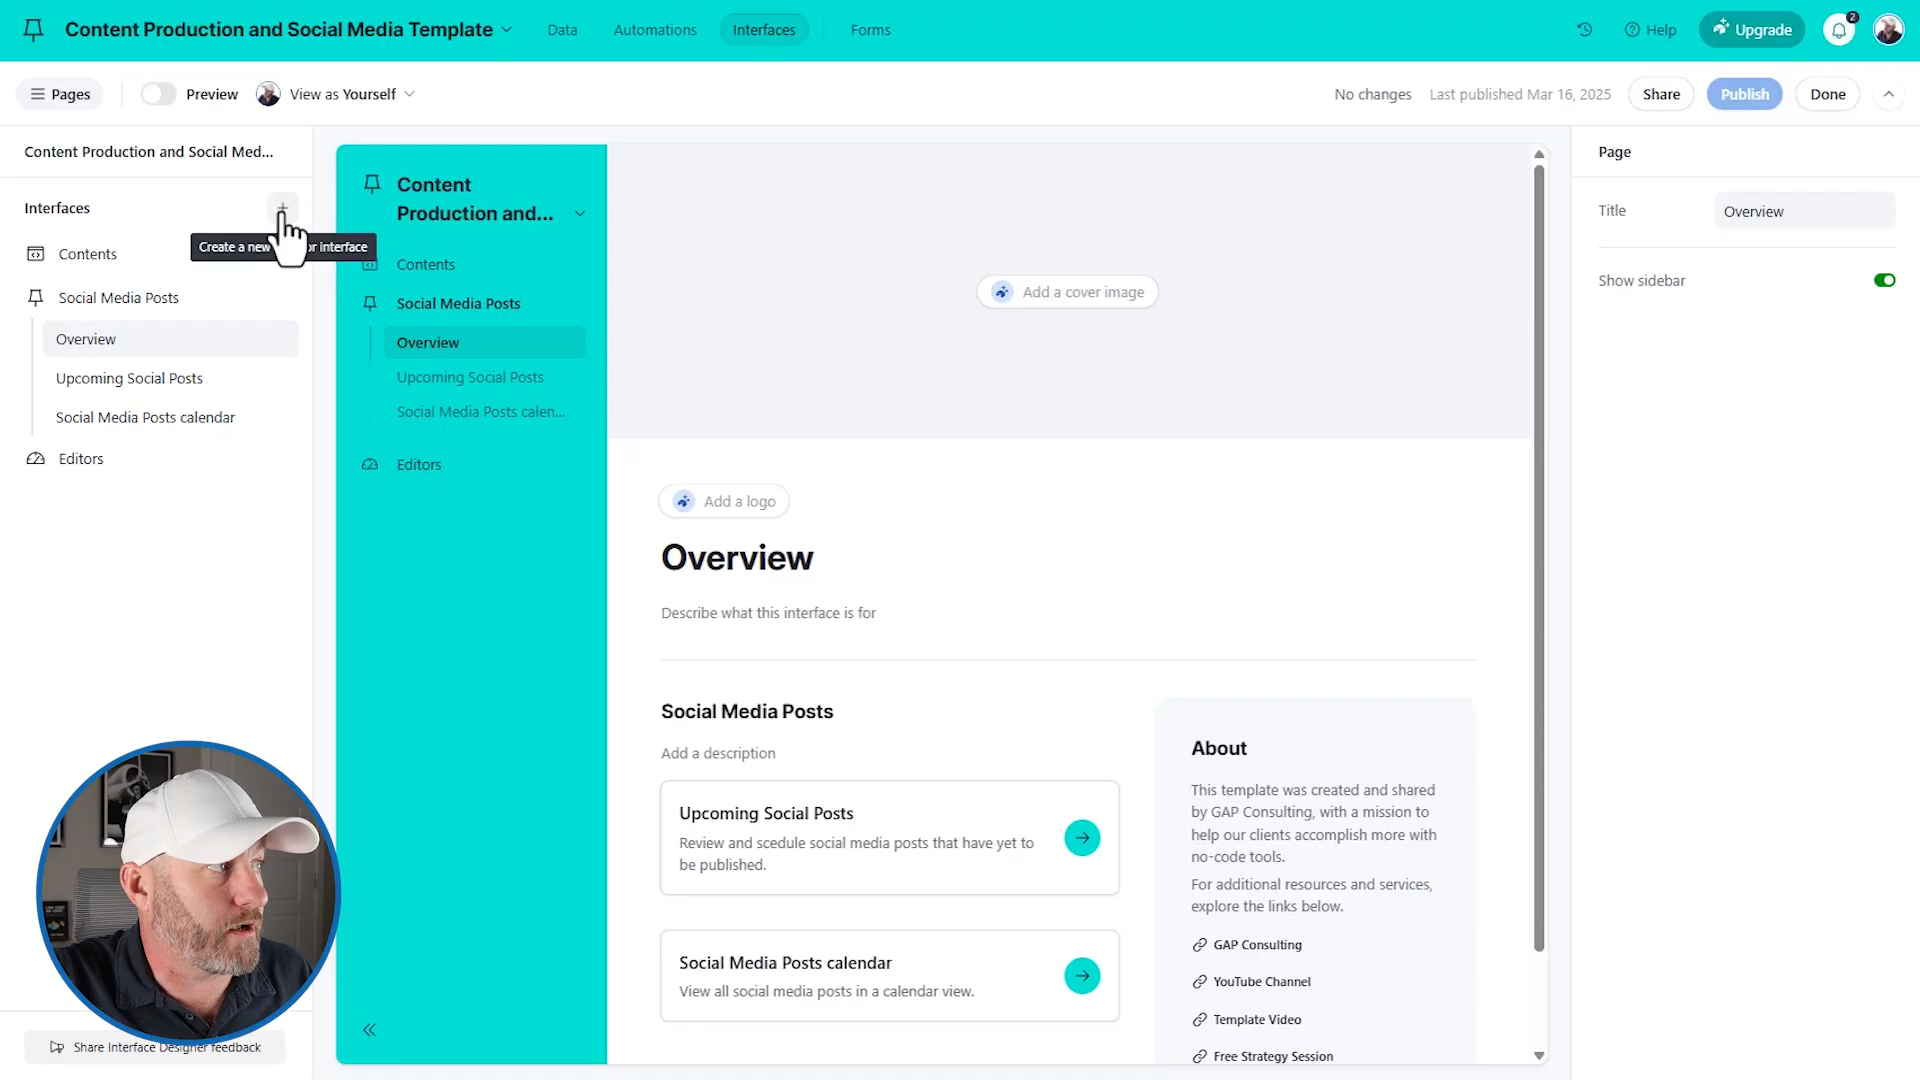 Content Production and Social Media Template
Data
Automations
Interfaces
Forms
Help
Upgrade
2
Pages
Preview
View as Yourself
No changes
Last published Mar 16, 2025
Share
Publish
Done
Content Production and Social Med...
Interfaces
Create a new or interface
Contents
Social Media Posts
Overview
Upcoming Social Posts
Social Media Posts calendar
Editors
Share Interface Designer feedback
Content
Production and...
Contents
Social Media Posts
Overview
Upcoming Social Posts
Social Media Posts calen...
Editors
Add a cover image
Add a logo
Overview
Describe what this interface is for
Social Media Posts
Add a description
Upcoming Social Posts
Review and scedule social media posts that have yet to
be published.
Social Media Posts calendar
View all social media posts in a calendar view.
About
This template was created and shared
by GAP Consulting, with a mission to
help our clients accomplish more with
no-code tools.
For additional resources and services,
explore the links below.
GAP Consulting
YouTube Channel
Template Video
Free Strategy Session
Page
Title
Overview
Show sidebar